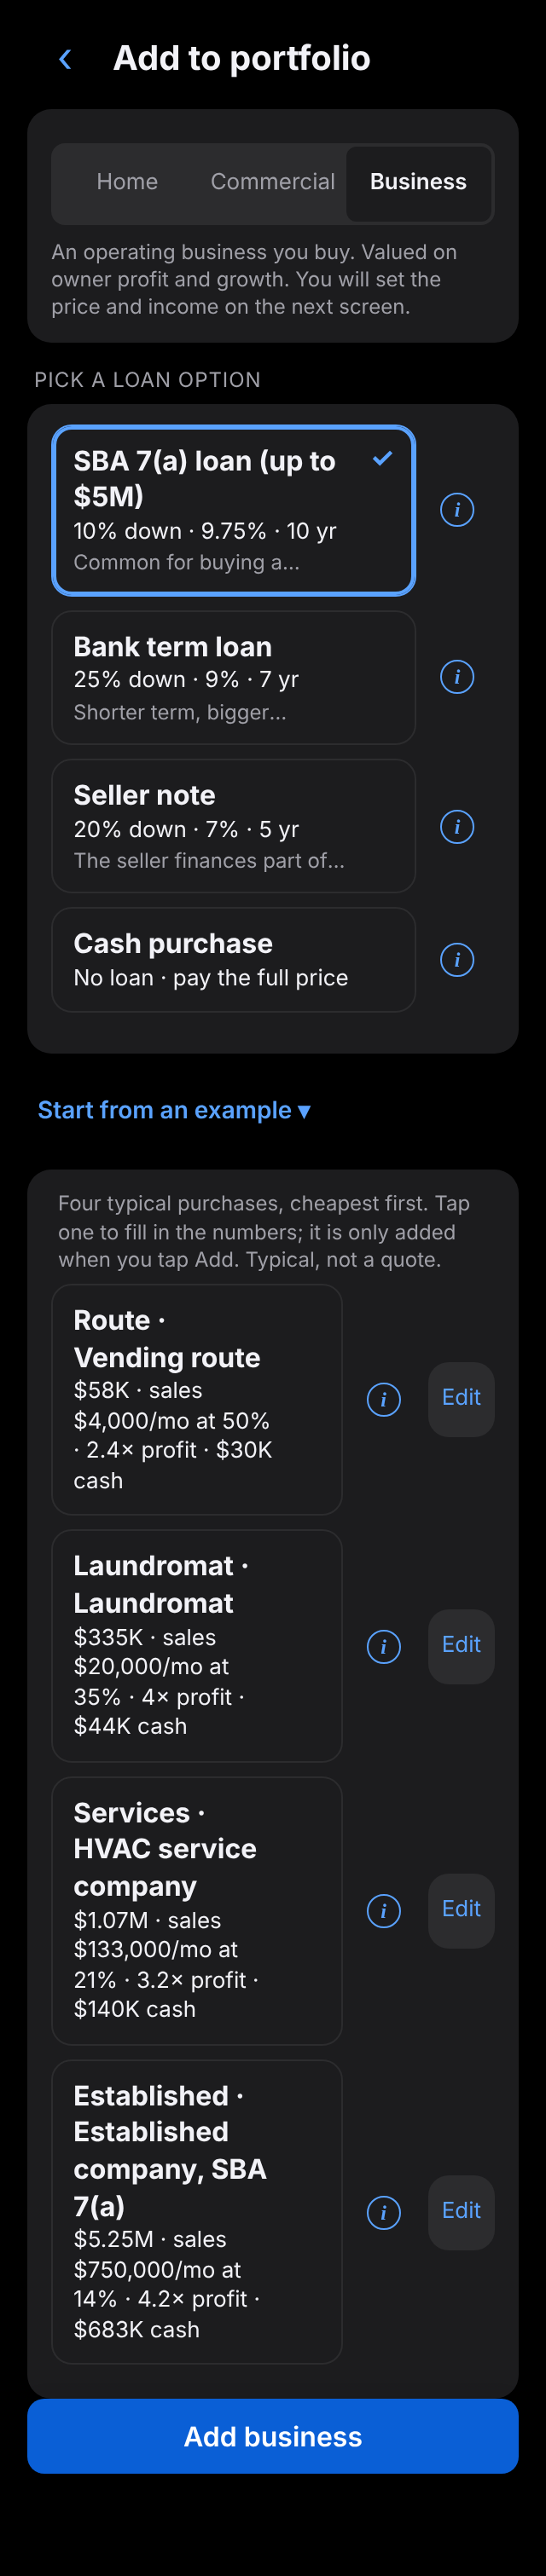 ‹ Add to portfolio
Home Commercial Business
An operating business you buy. Valued on
owner profit and growth. You will set the
price and income on the next screen.
PICK A LOAN OPTION
SBA 7(a) loan (up to ✓
$5M)
10% down · 9.75% · 10 yr
Common for buying a...
i
Bank term loan
25% down · 9% · 7 yr
Shorter term, bigger...
i
Seller note
20% down · 7% · 5 yr
The seller finances part of...
i
Cash purchase
No loan · pay the full price
i
Start from an example ▾
Four typical purchases, cheapest first. Tap
one to fill in the numbers; it is only added
when you tap Add. Typical, not a quote.
Route ·
Vending route
$58K · sales
$4,000/mo at 50%
· 2.4× profit · $30K
cash
i Edit
Laundromat ·
Laundromat
$335K · sales
$20,000/mo at
35% · 4× profit ·
$44K cash
i Edit
Services ·
HVAC service
company
$1.07M · sales
$133,000/mo at
21% · 3.2× profit ·
$140K cash
i Edit
Established ·
Established
company, SBA
7(a)
$5.25M · sales
$750,000/mo at
14% · 4.2× profit ·
$683K cash
i Edit
Add business